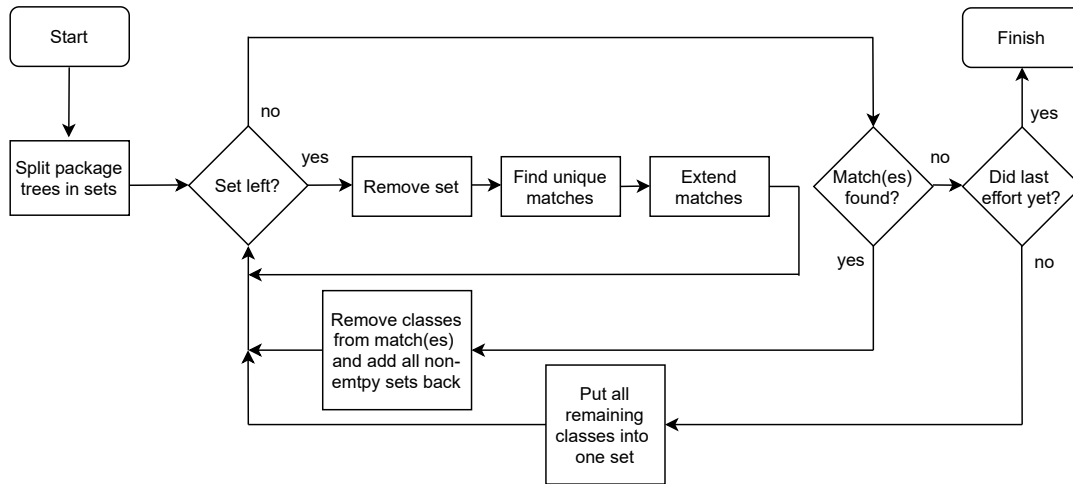 Start
Finish
no
yes
Split package
trees in sets
Set left?
yes
Remove set
Find unique
matches
Extend
matches
Match(es)
found?
no
Did last
effort yet?
yes
no
Remove classes
from match(es)
and add all non-
emtpy sets back
Put all
remaining
classes into
one set